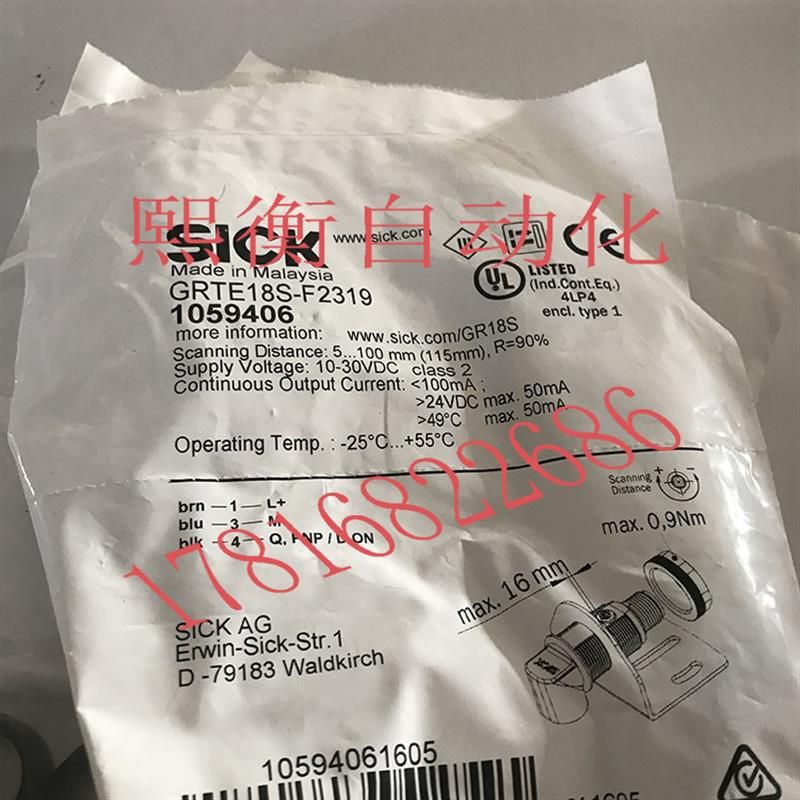 熙衡自动化
SICK
www.sick.com
Made in Malaysia
LISTED
(Ind.Cont.Eq.)
4LP4
encl. type 1
GRTE18S-F2319
1059406
more information: www.sick.com/GR18S
Scanning Distance: 5...100 mm (115mm), R=90%
Supply Voltage: 10-30VDC class 2
Continuous Output Current: <100mA ;
>24VDC max. 50mA
>49°C max. 50mA
Operating Temp. : -25°C...+55°C
17816822686
Scanning
Distance
brn —1— L+
blu —3— M
blk —4— Q, PNP / D.ON
max. 0,9Nm
max. 16 mm
SICK AG
Erwin-Sick-Str.1
D -79183 Waldkirch
10594061605